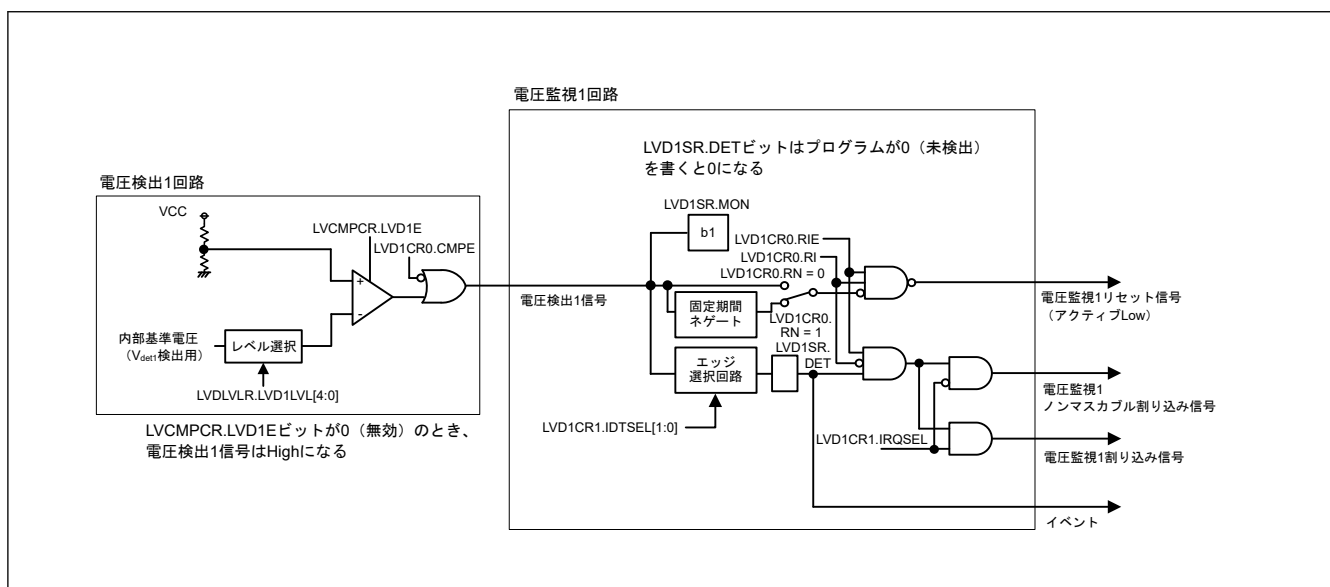 電圧監視1回路
LVD1SR.DETビットはプログラムが0（未検出）
を書くと0になる
電圧検出1回路
VCC
LVCMPCR.LVD1E
LVD1CR0.CMPE
+
-
内部基準電圧
（Vdet1検出用）
レベル選択
LVDLVLR.LVD1LVL[4:0]
LVCMPCR.LVD1Eビットが0（無効）のとき、
電圧検出1信号はHighになる
電圧検出1信号
LVD1SR.MON
b1
LVD1CR0.RIE
LVD1CR0.RI
LVD1CR0.RN = 0
固定期間
ネゲート
LVD1CR0.
RN = 1
LVD1SR.
DET
エッジ
選択回路
LVD1CR1.IDTSEL[1:0]
LVD1CR1.IRQSEL
電圧監視1リセット信号
（アクティブLow）
電圧監視1
ノンマスカブル割り込み信号
電圧監視1割り込み信号
イベント